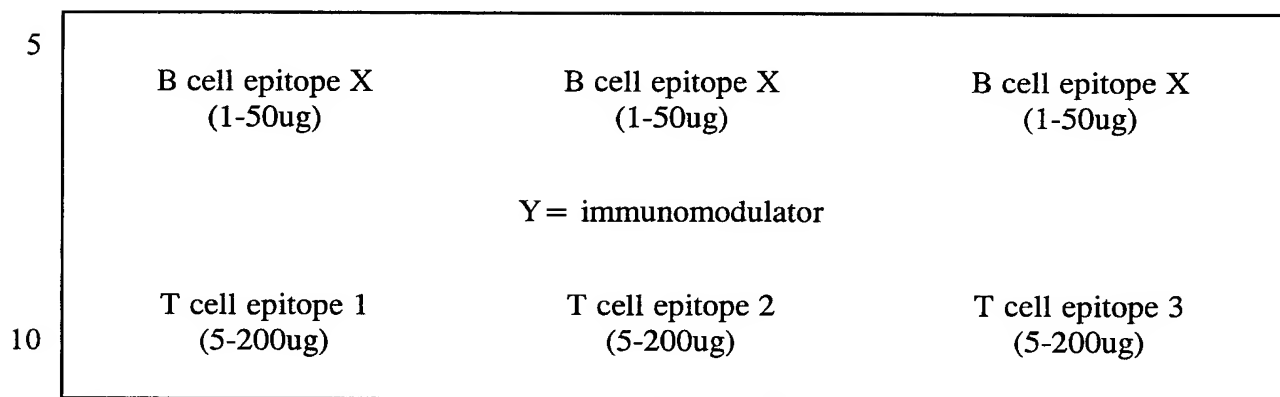 5
B cell epitope X B cell epitope X B cell epitope X
(1-50ug) (1-50ug) (1-50ug)
Y= immunomodulator
T cell epitope 1 T cell epitope 2 T cell epitope 3
10 (5-200ug) (5-200ug) (5-200ug)